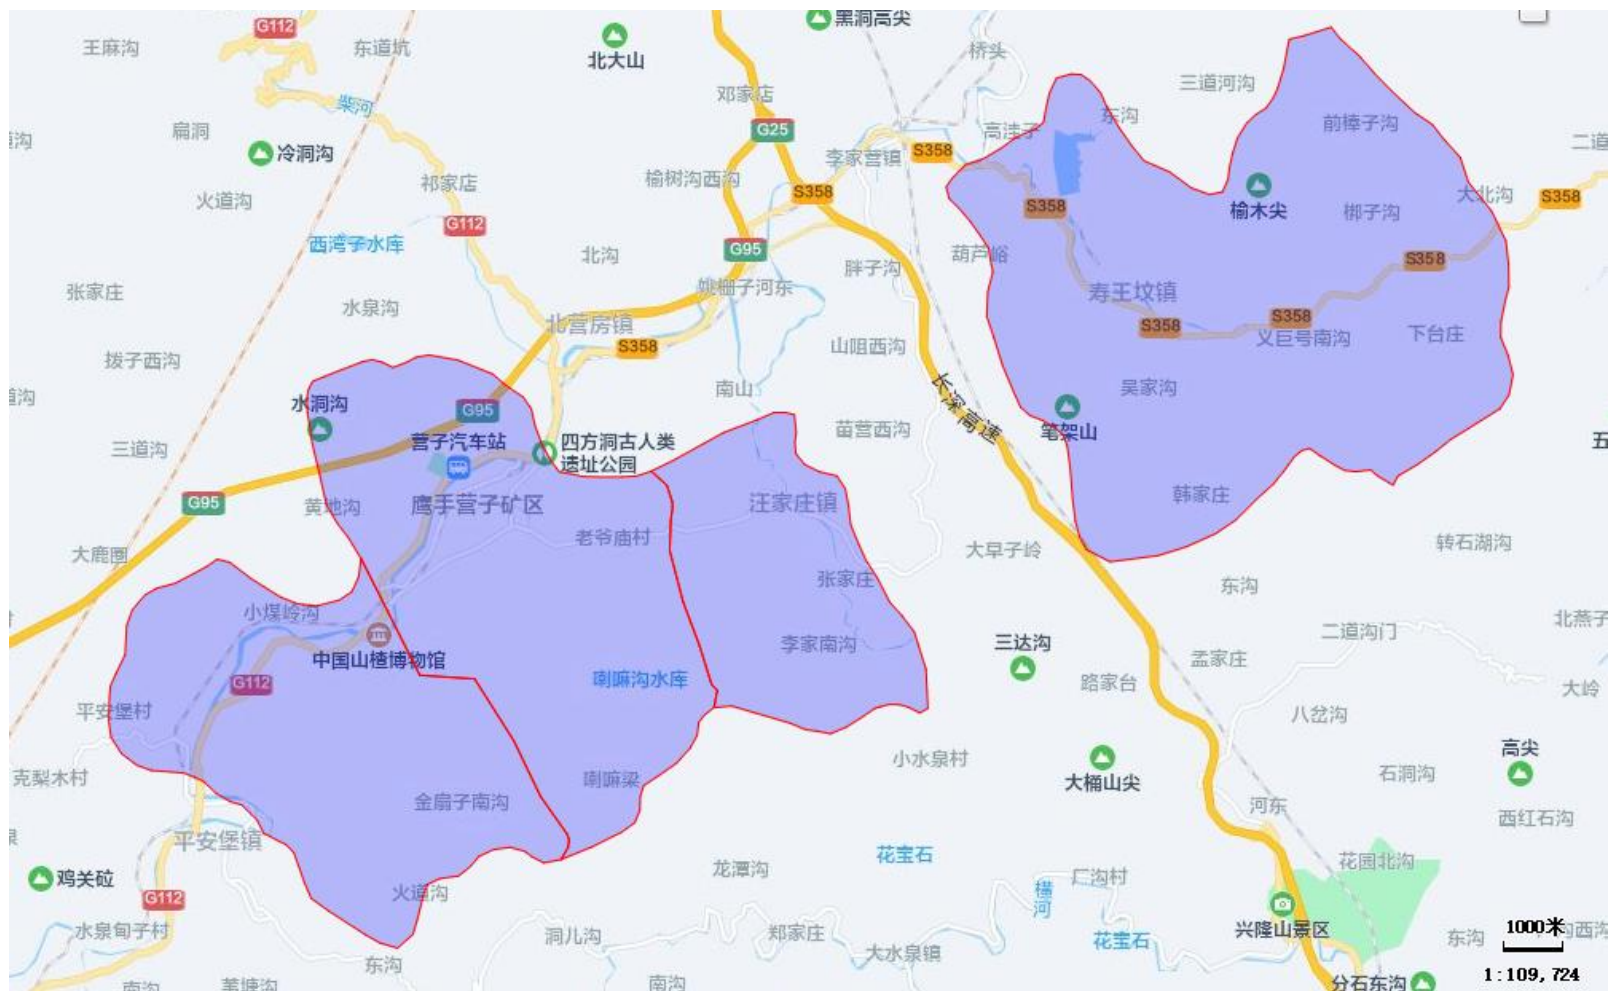 G112
王麻沟
东道坑
北大山
黑洞高尖
桥头
三道河沟
邓家店
柴河
G25
高洼子
东沟
前棒子沟
扁洞
冷洞沟
李家营镇
S358
榆树沟西沟
祁家店
S358
火道沟
S358
榆木尖
梆子沟
大北沟
S358
G112
西湾子水库
北沟
G95
葫芦峪
胖子沟
S358
张家庄
水泉沟
姚栅子河东
寿王坟镇
北营房镇
S358
S358
S358
义巨号南沟
下台庄
拨子西沟
山咀西沟
南山
吴家沟
长深高速
水洞沟
G95
笔架山
苗营西沟
三道沟
营子汽车站
四方洞古人类
遗址公园
G95
黄地沟
鹰手营子矿区
汪家庄镇
韩家庄
大鹿圈
老爷庙村
大旱子岭
转石湖沟
张家庄
东沟
小煤岭沟
北燕子
二道沟门
中国山楂博物馆
李家南沟
三达沟
孟家庄
G112
喇嘛沟水库
路家台
大岭
平安堡村
八岔沟
高尖
克梨木村
喇嘛梁
小水泉村
大桶山尖
石洞沟
金扇子南沟
河东
西红石沟
平安堡镇
花宝石
花园北沟
鸡关砬
龙潭沟
厂沟村
G112
火道沟
横河
水泉甸子村
洞儿沟
郑家庄
花宝石
兴隆山景区
东沟
1000米
沟西沟
东沟
大水泉镇
南沟
苇塘沟
南沟
分石东沟
1:109,724